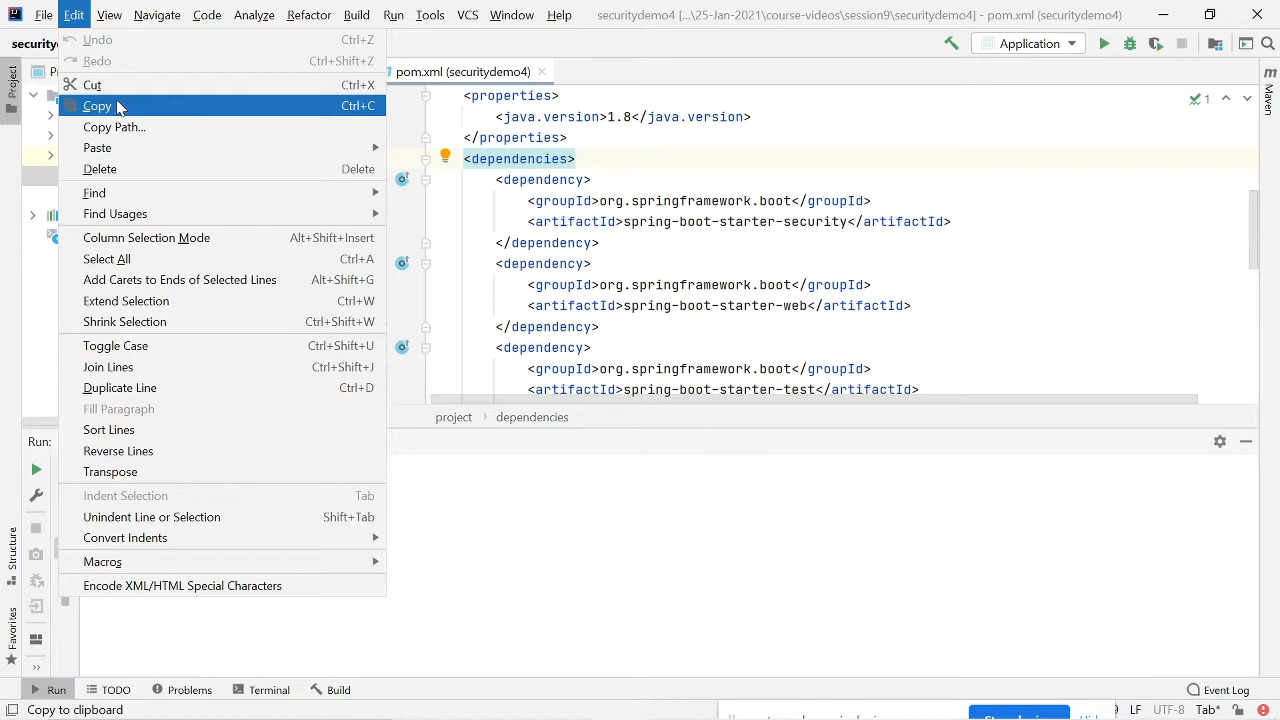 File Edit View Navigate Code Analyze Refactor Build Run Tools VCS Window Help securitydemo4 [...\22-Jan-2021\course-videos\session9\securitydemo4] - pom.xml (securitydemo4)
Application
pom.xml (securitydemo4)
Undo Ctrl+Z
Redo Ctrl+Shift+Z
Cut Ctrl+X
Copy Ctrl+C
Copy Path...
Paste
Delete Delete
Find
Find Usages
Column Selection Mode Alt+Shift+Insert
Select All Ctrl+A
Add Carets to Ends of Selected Lines Alt+Shift+G
Extend Selection Ctrl+W
Shrink Selection Ctrl+Shift+W
Toggle Case Ctrl+Shift+U
Join Lines Ctrl+Shift+J
Duplicate Line Ctrl+D
Fill Paragraph
Sort Lines
Reverse Lines
Transpose
Indent Selection Tab
Unindent Line or Selection Shift+Tab
Convert Indents
Macros
Encode XML/HTML Special Characters
<properties>
<java.version>1.8</java.version>
</properties>
<dependencies>
<dependency>
<groupId>org.springframework.boot</groupId>
<artifactId>spring-boot-starter-security</artifactId>
</dependency>
<dependency>
<groupId>org.springframework.boot</groupId>
<artifactId>spring-boot-starter-web</artifactId>
</dependency>
<dependency>
<groupId>org.springframework.boot</groupId>
<artifactId>spring-boot-starter-test</artifactId>
1
project dependencies
Project
Structure
Favorites
Maven
Run:
Run TODO Problems Terminal Build Event Log
Copy to clipboard LF UTF-8 Tab*